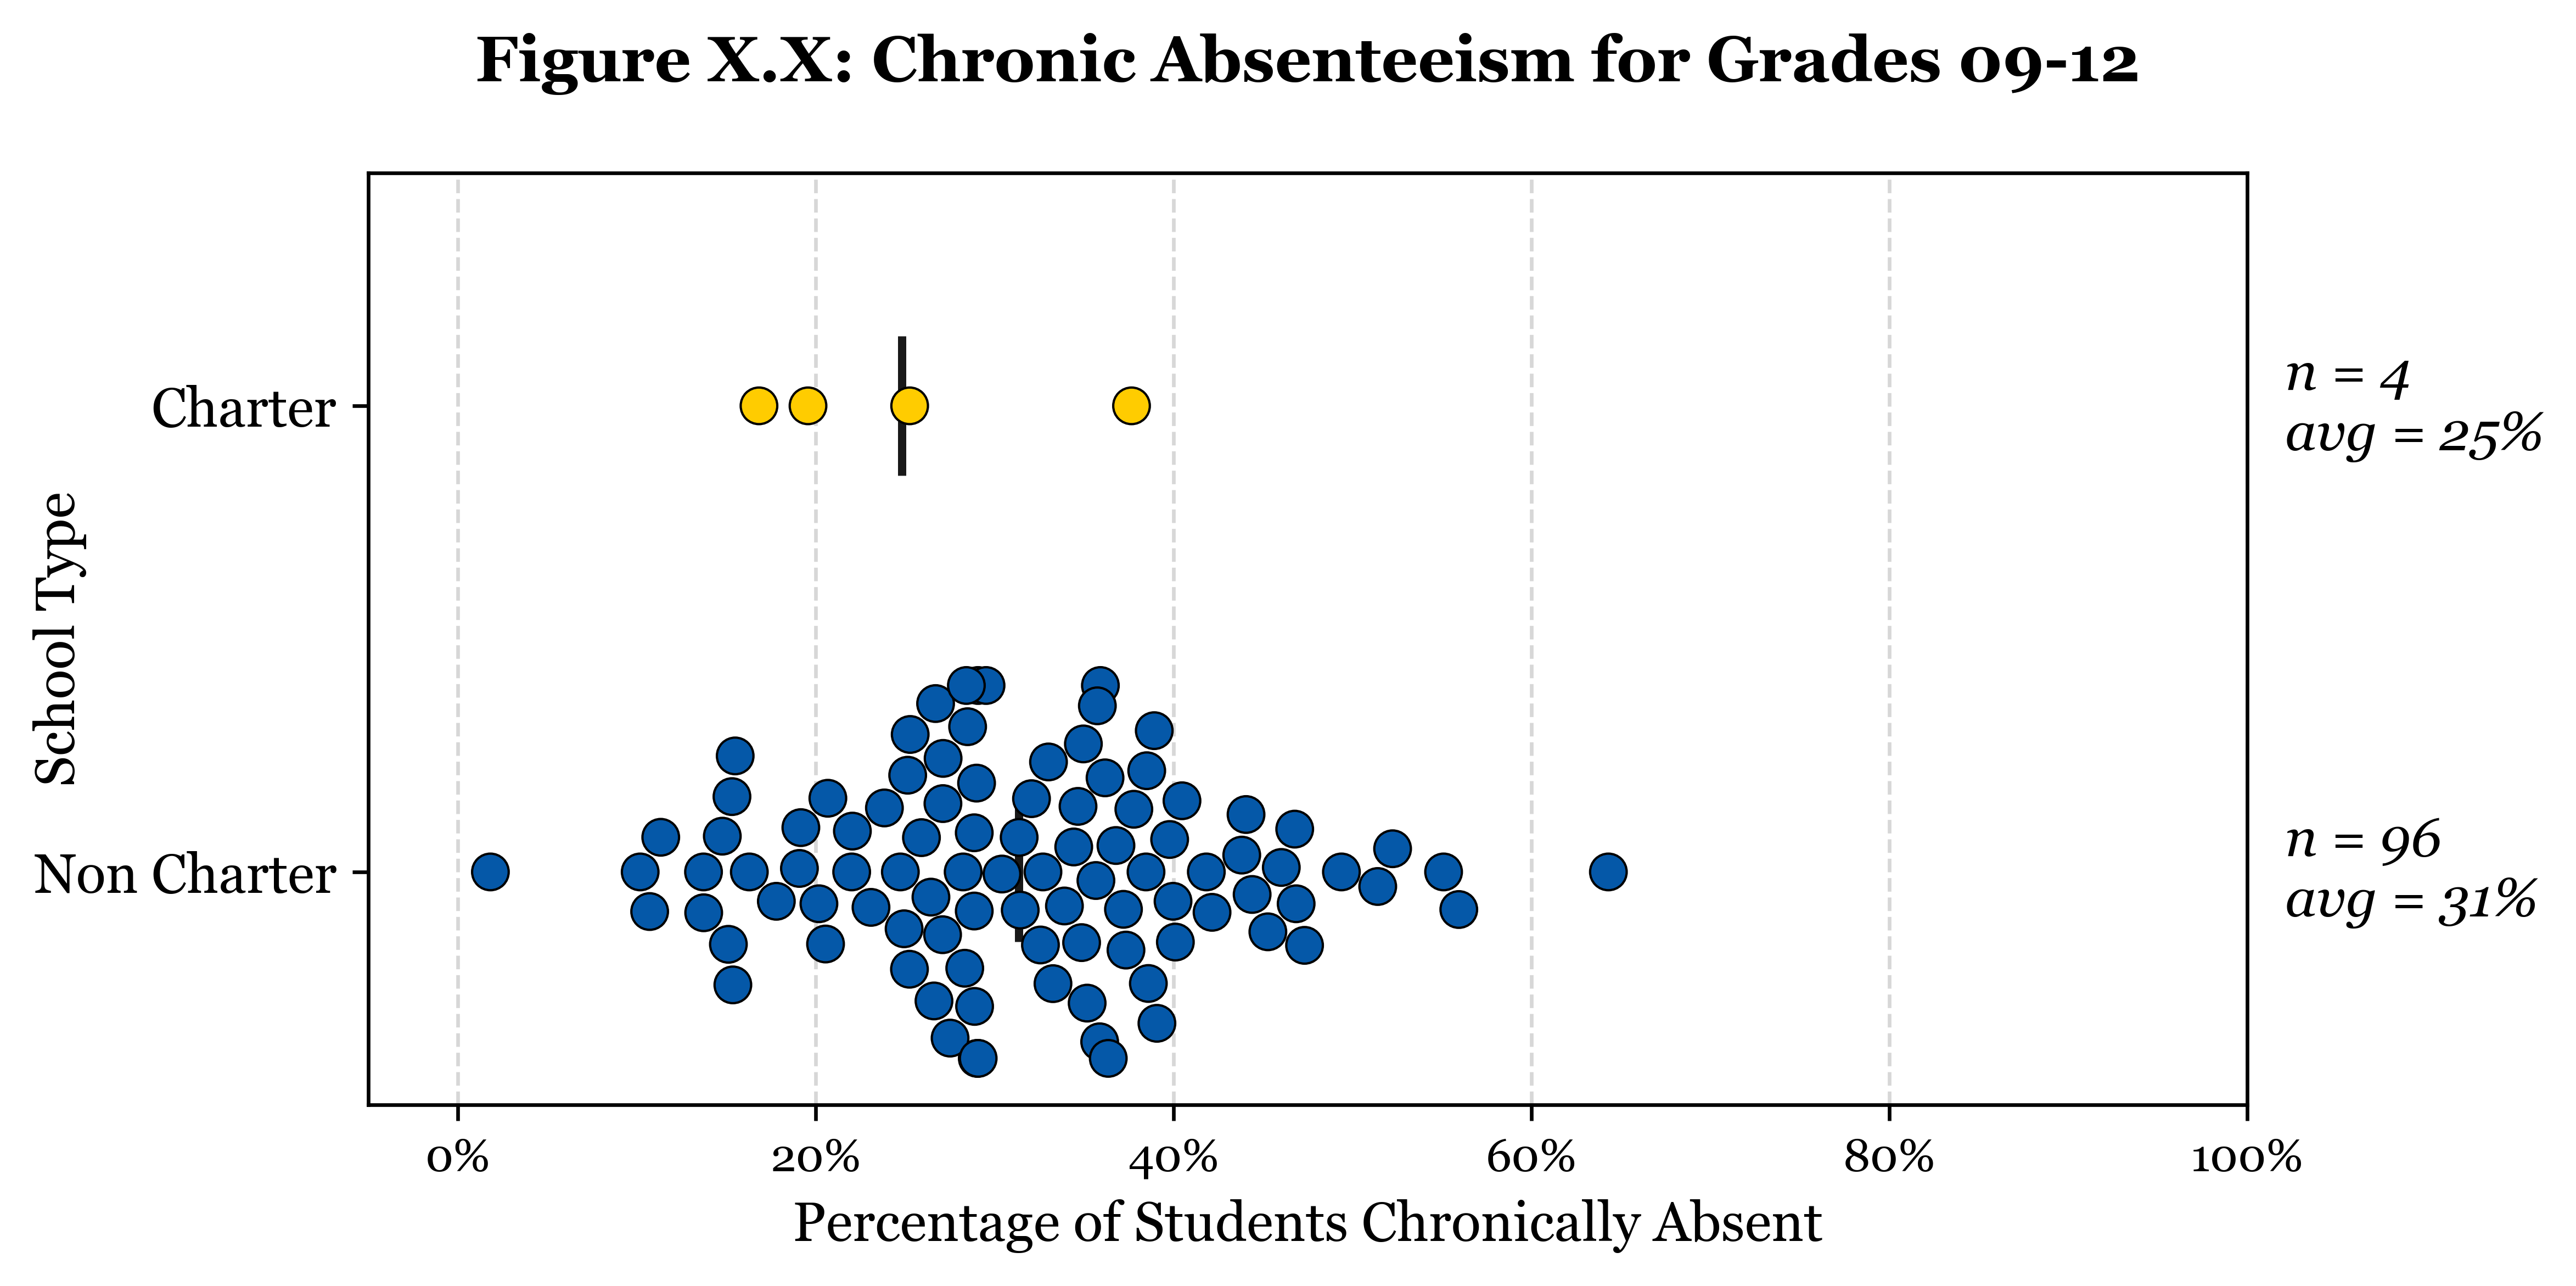 Figure X.X: Chronic Absenteeism for Grades 09-12
School Type
Charter
n = 4
avg = 25%
Non Charter
n = 96
avg = 31%
0% 20% 40% 60% 80% 100%
Percentage of Students Chronically Absent